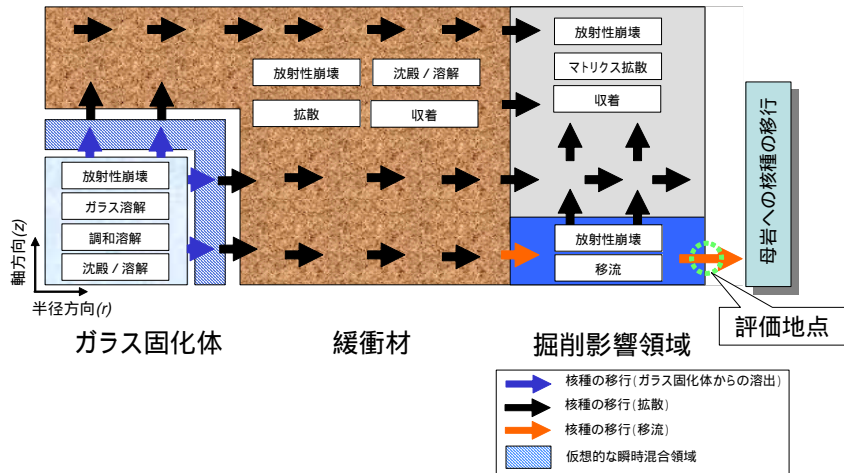 放射性崩壊
沈殿 / 溶解
拡散
収着
放射性崩壊
マトリクス拡散
収着
放射性崩壊
ガラス溶解
調和溶解
沈殿 / 溶解
放射性崩壊
移流
母岩への核種の移行
軸方向(z)
半径方向(r)
ガラス固化体
緩衝材
掘削影響領域
評価地点
核種の移行(ガラス固化体からの溶出)
核種の移行(拡散)
核種の移行(移流)
仮想的な瞬時混合領域